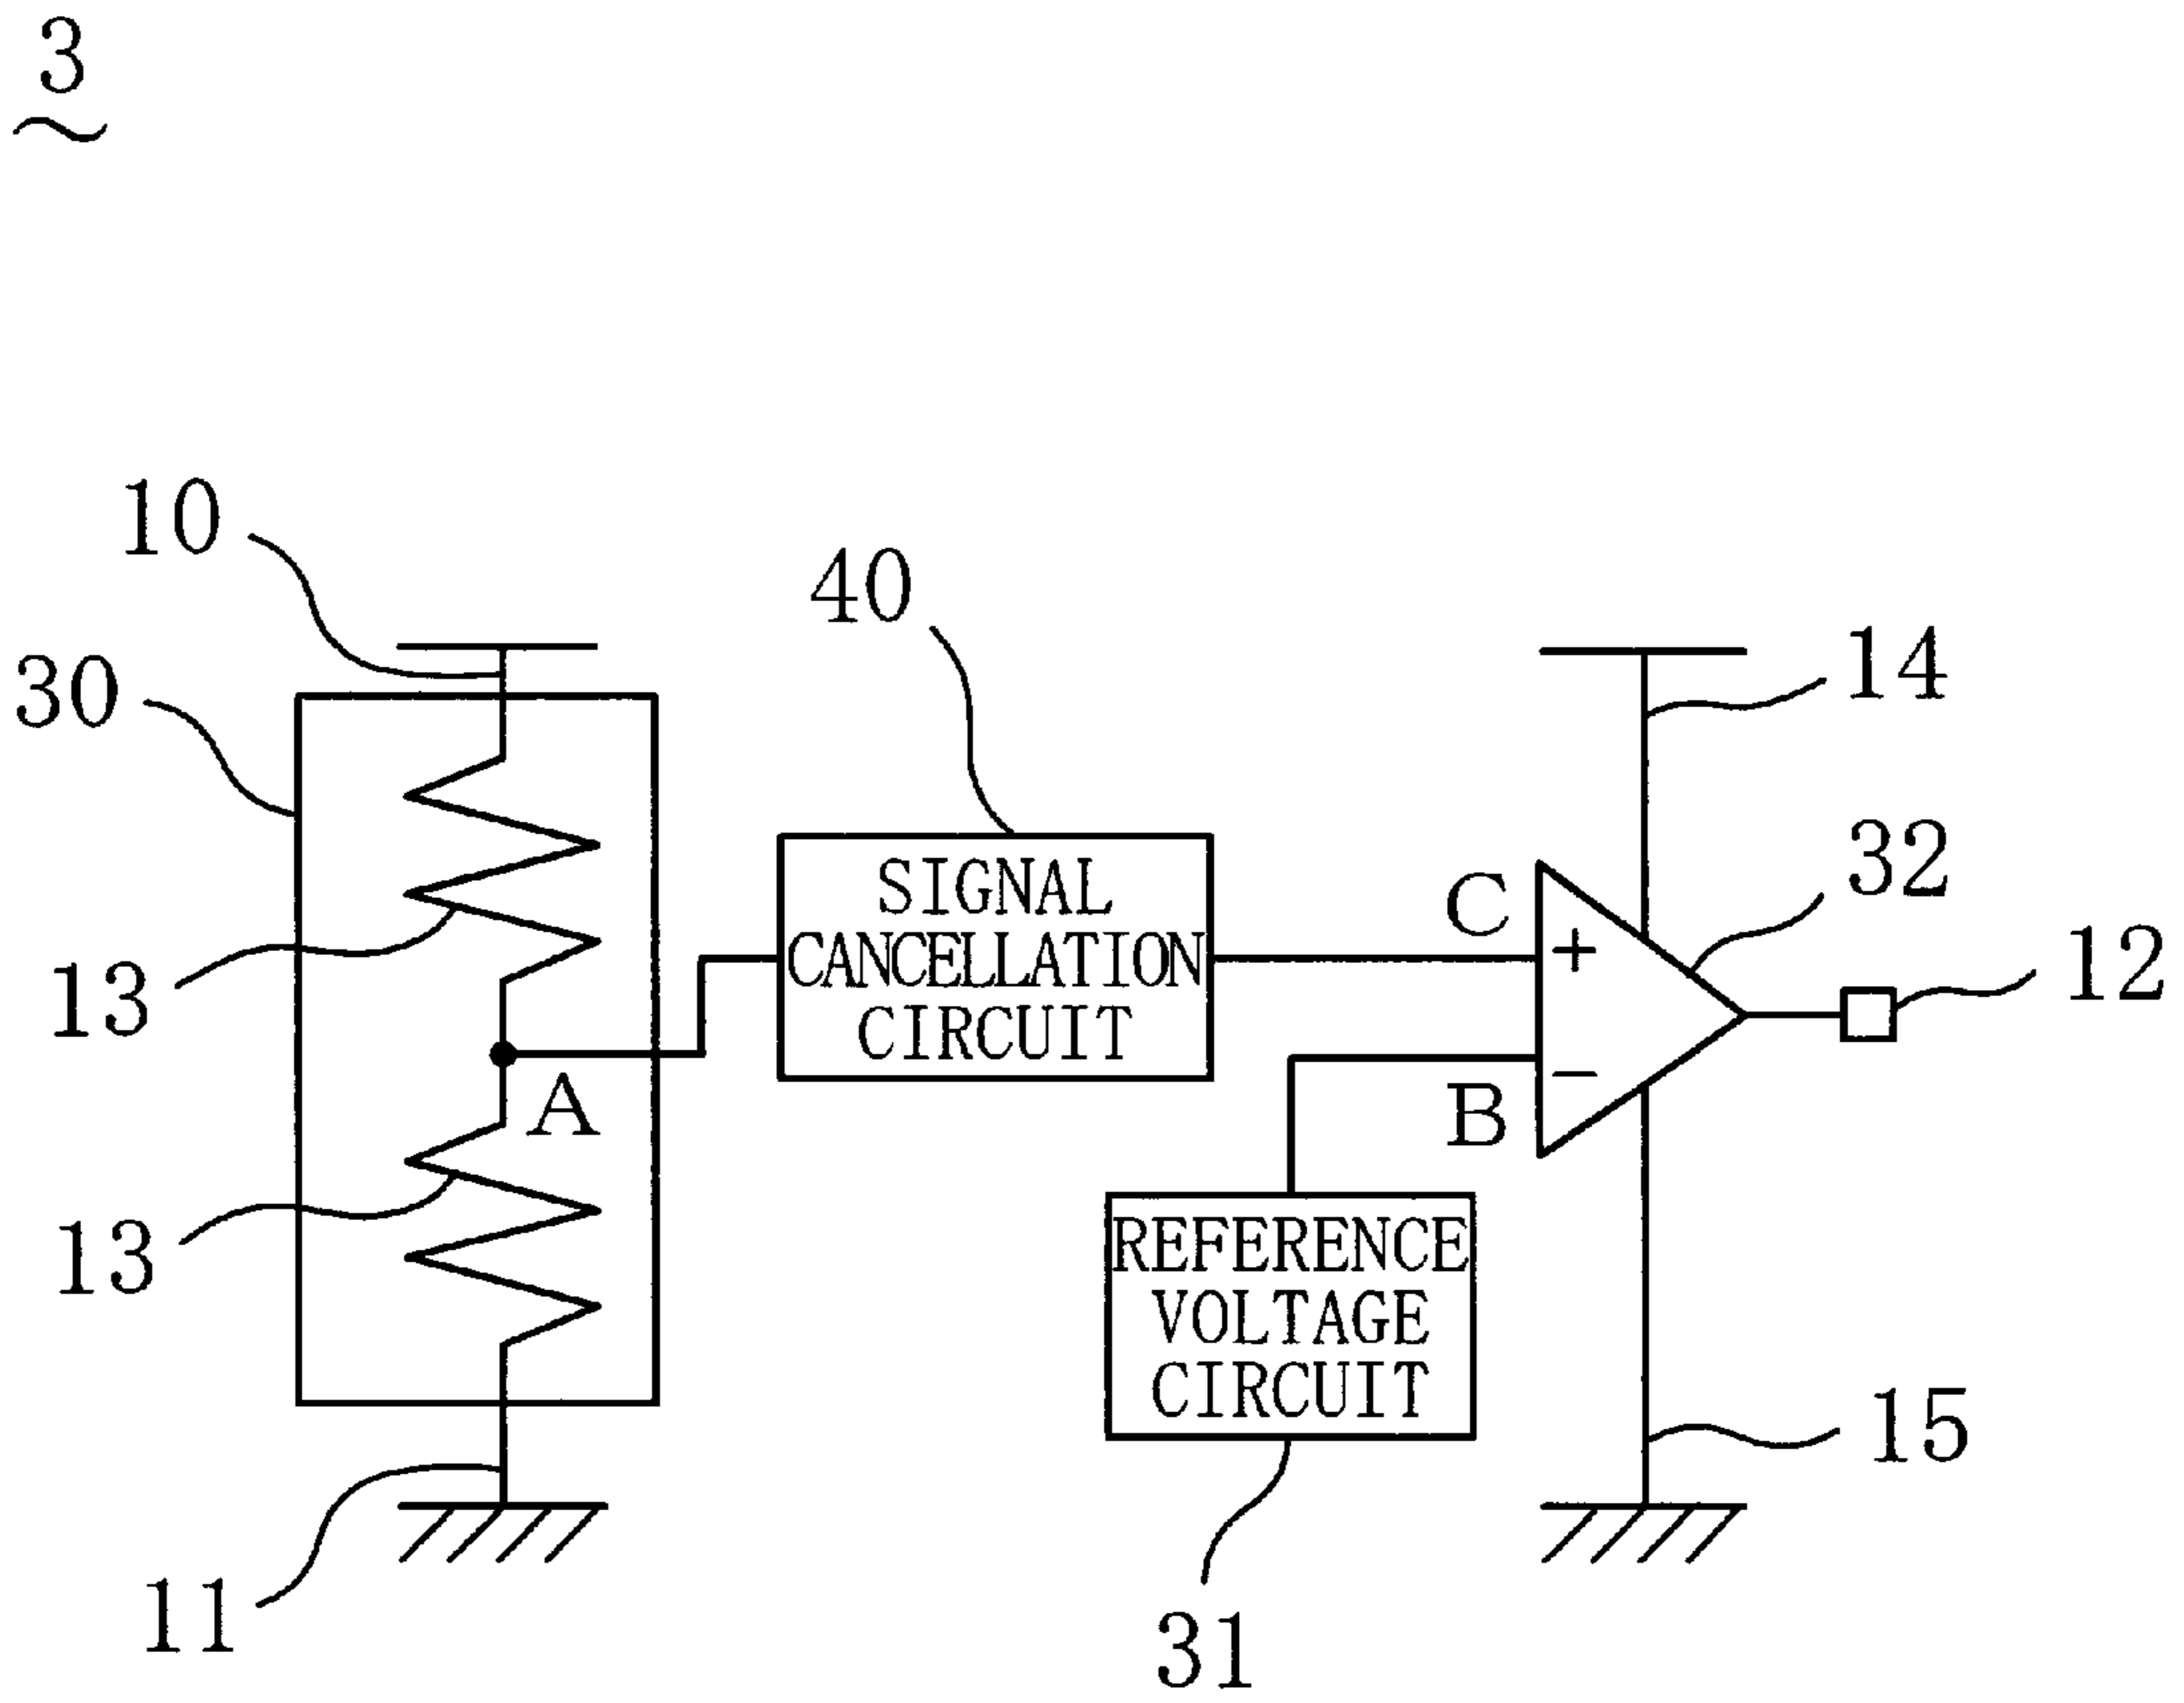 3
10
40
30
14
SIGNAL
CANCELLATION
CIRCUIT
C
+
32
12
13
A
−
B
13
REFERENCE
VOLTAGE
CIRCUIT
15
11
31